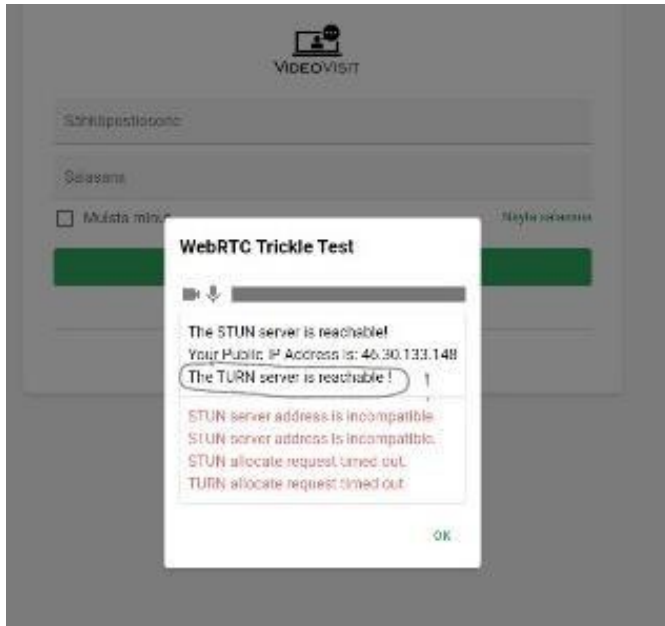 VIDEOVISIT
Sähköpostiosoite
Salasana
Muista minut
Näytä salasana
WebRTC Trickle Test
The STUN server is reachable!
Your Public IP Address is: 46.30.133.148
The TURN server is reachable !
STUN server address is incompatible.
STUN server address is incompatible.
STUN allocate request timed out.
TURN allocate request timed out
OK